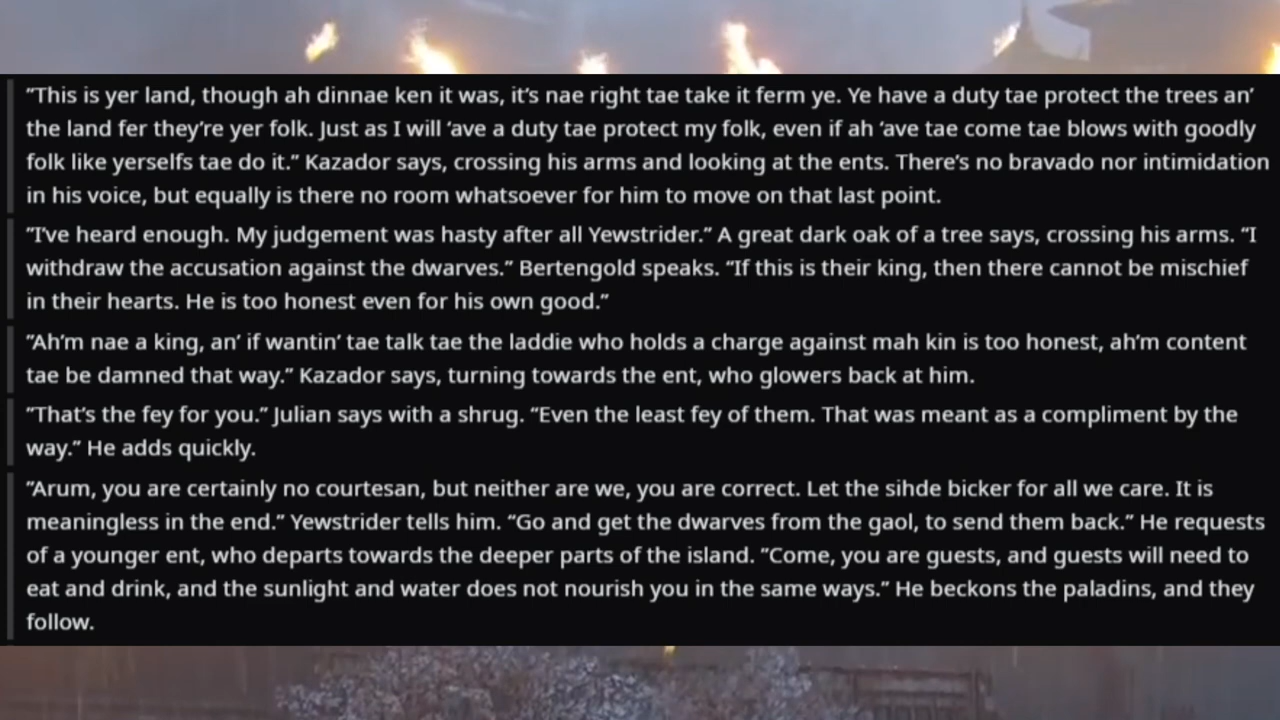 “This is yer land, though ah dinnae ken it was, it’s nae right tae take it ferm ye. Ye have a duty tae protect the trees an’
the land fer they’re yer folk. Just as I will ‘ave a duty tae protect my folk, even if ah ‘ave tae come tae blows with goodly
folk like yerselfs tae do it.” Kazador says, crossing his arms and looking at the ents. There’s no bravado nor intimidation
in his voice, but equally is there no room whatsoever for him to move on that last point.
“I’ve heard enough. My judgement was hasty after all Yewstrider.” A great dark oak of a tree says, crossing his arms. “I
withdraw the accusation against the dwarves.” Bertengold speaks. “If this is their king, then there cannot be mischief
in their hearts. He is too honest even for his own good.”
“Ah’m nae a king, an’ if wantin’ tae talk tae the laddie who holds a charge against mah kin is too honest, ah’m content
tae be damned that way.” Kazador says, turning towards the ent, who glowers back at him.
“That’s the fey for you.” Julian says with a shrug. “Even the least fey of them. That was meant as a compliment by the
way.” He adds quickly.
“Arum, you are certainly no courtesan, but neither are we, you are correct. Let the sihde bicker for all we care. It is
meaningless in the end.” Yewstrider tells him. “Go and get the dwarves from the gaol, to send them back.” He requests
of a younger ent, who departs towards the deeper parts of the island. “Come, you are guests, and guests will need to
eat and drink, and the sunlight and water does not nourish you in the same ways.” He beckons the paladins, and they
follow.